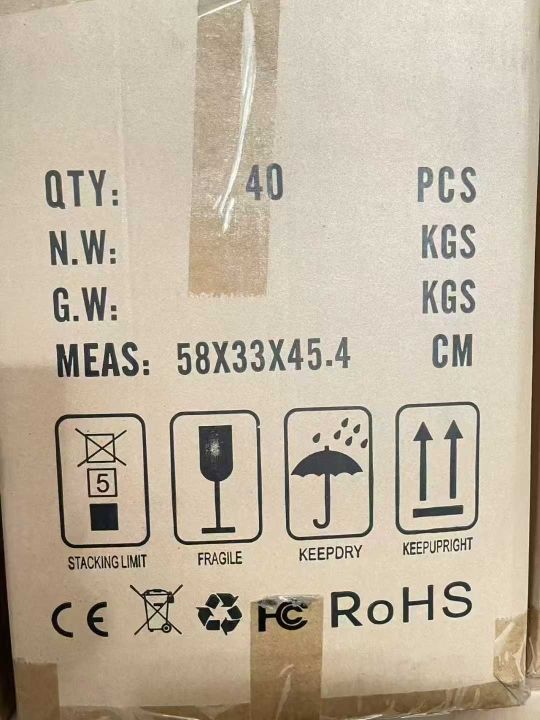 QTY: 40 PCS
N.W: KGS
G.W: KGS
MEAS: 58X33X45.4 CM
5
STACKING LIMIT
FRAGILE
KEEPDRY
KEEPUPRIGHT
CE FC RoHS